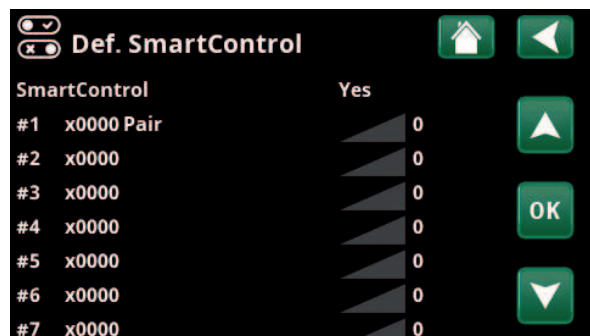 Def. SmartControl
SmartControl Yes
#1 x0000 Pair 0
#2 x0000 0
#3 x0000 0
#4 x0000 0
OK
#5 x0000 0
#6 x0000 0
#7 x0000 0